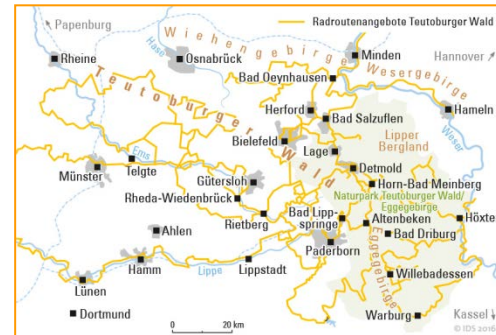 Radroutenangebote Teutoburger Wald
Papenburg
Wiehengebirge
Wesergebirge
Minden
Hannover
Rheine
Hase
Osnabrück
Bad Oeynhausen
Teutoburger Wald
Herford
Bad Salzuflen
Hameln
Weser
Bielefeld
Lipper
Bergland
Lage
Ems
Detmold
Münster
Telgte
Gütersloh
Horn-Bad Meinberg
Naturpark Teutoburger Wald/
Eggegebirge
Rheda-Wiedenbrück
Bad Lipp-
springe
Altenbeken
Höxte
Rietberg
Ahlen
Bad Driburg
Paderborn
Eggegebirge
Hamm
Lippe
Lippstadt
Willebadessen
Lünen
Dortmund
20 km
Warburg
Kassel
© IDS 2016